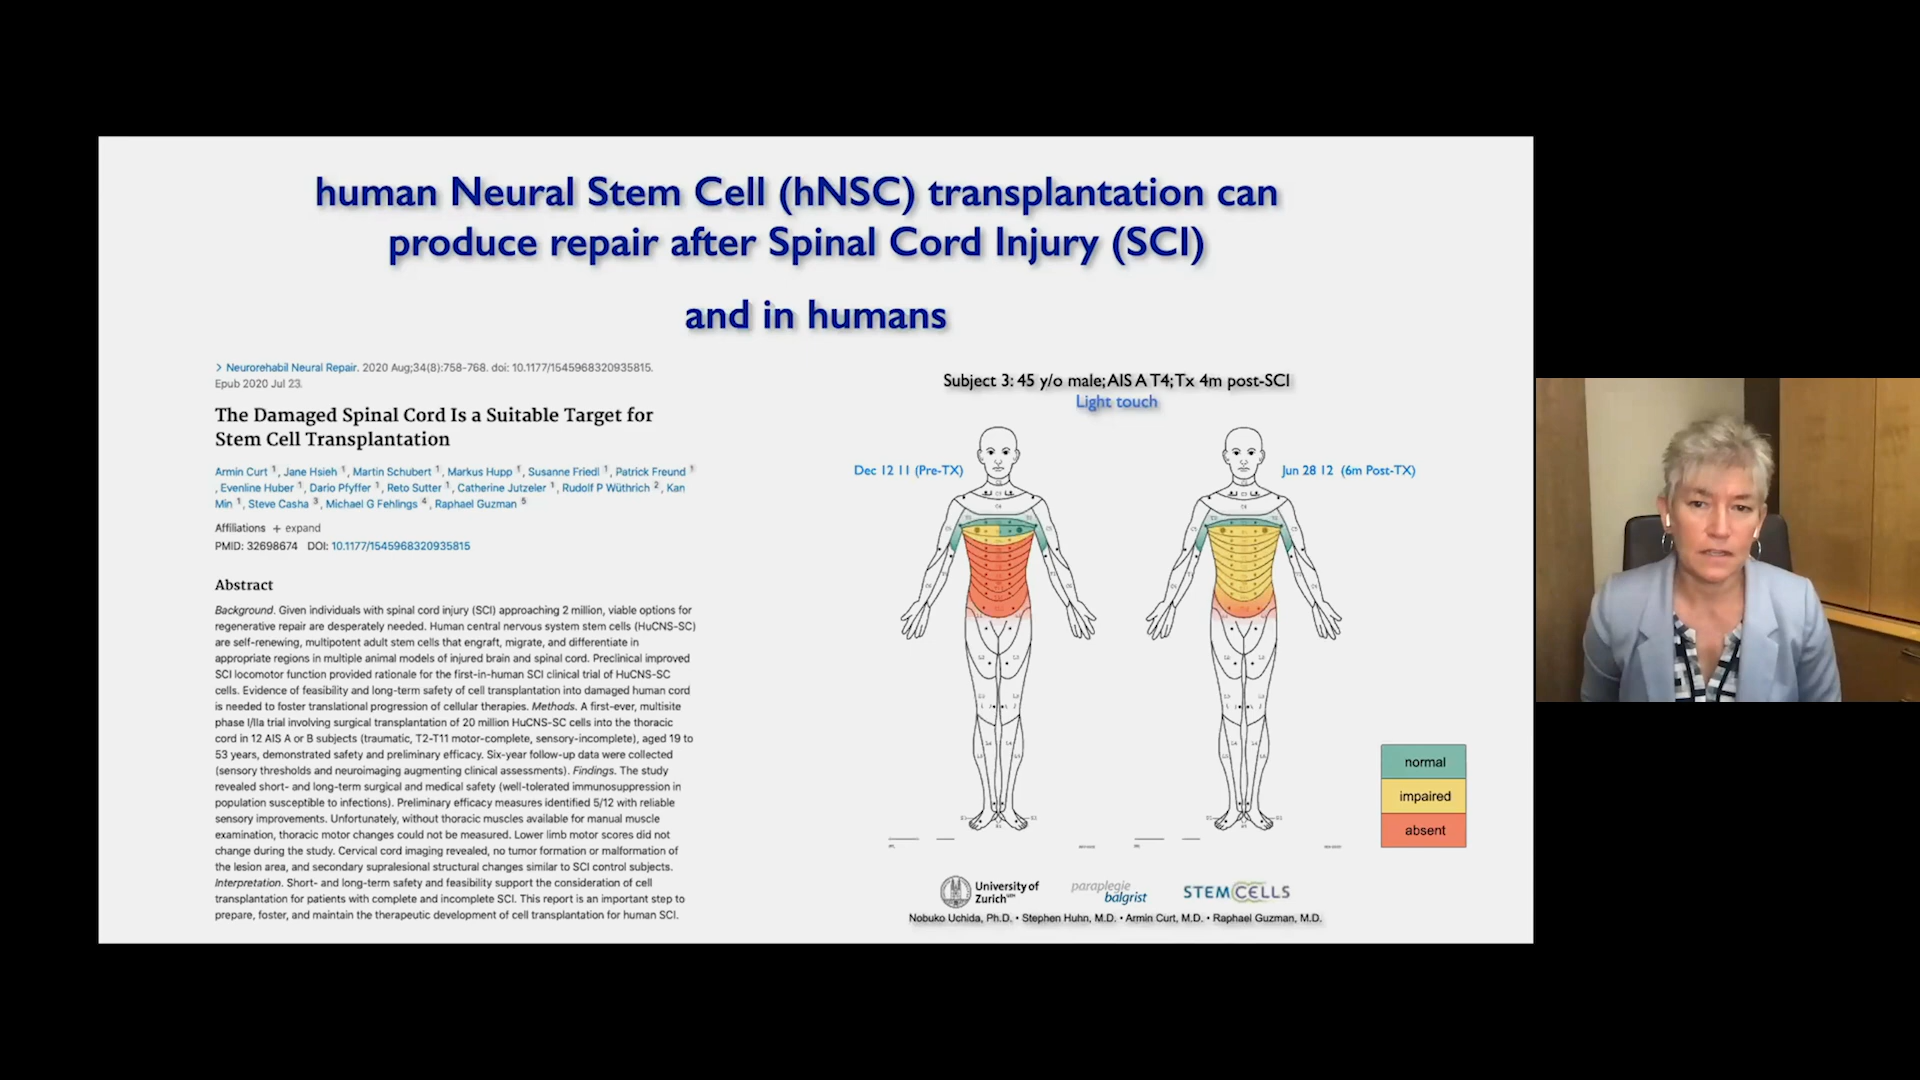 human Neural Stem Cell (hNSC) transplantation can
produce repair after Spinal Cord Injury (SCI)
and in humans
> Neurorehabil Neural Repair. 2020 Aug;34(8):758-768. doi: 10.1177/1545968320935815.
Epub 2020 Jul 23.
The Damaged Spinal Cord Is a Suitable Target for
Stem Cell Transplantation
Armin Curt 1, Jane Hsieh 1, Martin Schubert 1, Markus Hupp 1, Susanne Friedl 1, Patrick Freund 1
, Evenline Huber 1, Dario Pfyffer 1, Reto Sutter 1, Catherine Jutzeler 1, Rudolf P Wüthrich 2, Kan
Min 1, Steve Casha 3, Michael G Fehlings 4, Raphael Guzman 5
Affiliations + expand
PMID: 32698674 DOI: 10.1177/1545968320935815
Abstract
Background. Given individuals with spinal cord injury (SCI) approaching 2 million, viable options for
regenerative repair are desperately needed. Human central nervous system stem cells (HuCNS-SC)
are self-renewing, multipotent adult stem cells that engraft, migrate, and differentiate in
appropriate regions in multiple animal models of injured brain and spinal cord. Preclinical improved
SCI locomotor function provided rationale for the first-in-human SCI clinical trial of HuCNS-SC
cells. Evidence of feasibility and long-term safety of cell transplantation into damaged human cord
is needed to foster translational progression of cellular therapies. Methods. A first-ever, multisite
phase I/IIa trial involving surgical transplantation of 20 million HuCNS-SC cells into the thoracic
cord in 12 AIS A or B subjects (traumatic, T2-T11 motor-complete, sensory-incomplete), aged 19 to
53 years, demonstrated safety and preliminary efficacy. Six-year follow-up data were collected
(sensory thresholds and neuroimaging augmenting clinical assessments). Findings. The study
revealed short- and long-term surgical and medical safety (well-tolerated immunosuppression in
population susceptible to infections). Preliminary efficacy measures identified 5/12 with reliable
sensory improvements. Unfortunately, without thoracic muscles available for manual muscle
examination, thoracic motor changes could not be measured. Lower limb motor scores did not
change during the study. Cervical cord imaging revealed, no tumor formation or malformation of
the lesion area, and secondary supralesional structural changes similar to SCI control subjects.
Interpretation. Short- and long-term safety and feasibility support the consideration of cell
transplantation for patients with complete and incomplete SCI. This report is an important step to
prepare, foster, and maintain the therapeutic development of cell transplantation for human SCI.
Subject 3: 45 y/o male; AIS A T4; Tx 4m post-SCI
Light touch
Dec 12 11 (Pre-TX)
Jun 28 12 (6m Post-TX)
normal
impaired
absent
University of
Zurich UZH
paraplegie
balgrist
STEMCELLS
Nobuko Uchida, Ph.D. • Stephen Huhn, M.D. • Armin Curt, M.D. • Raphael Guzman, M.D.